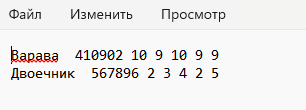 Файл Изменить Просмотр
Варава  410902 10 9 10 9 9
Двоечник  567896 2 3 4 2 5